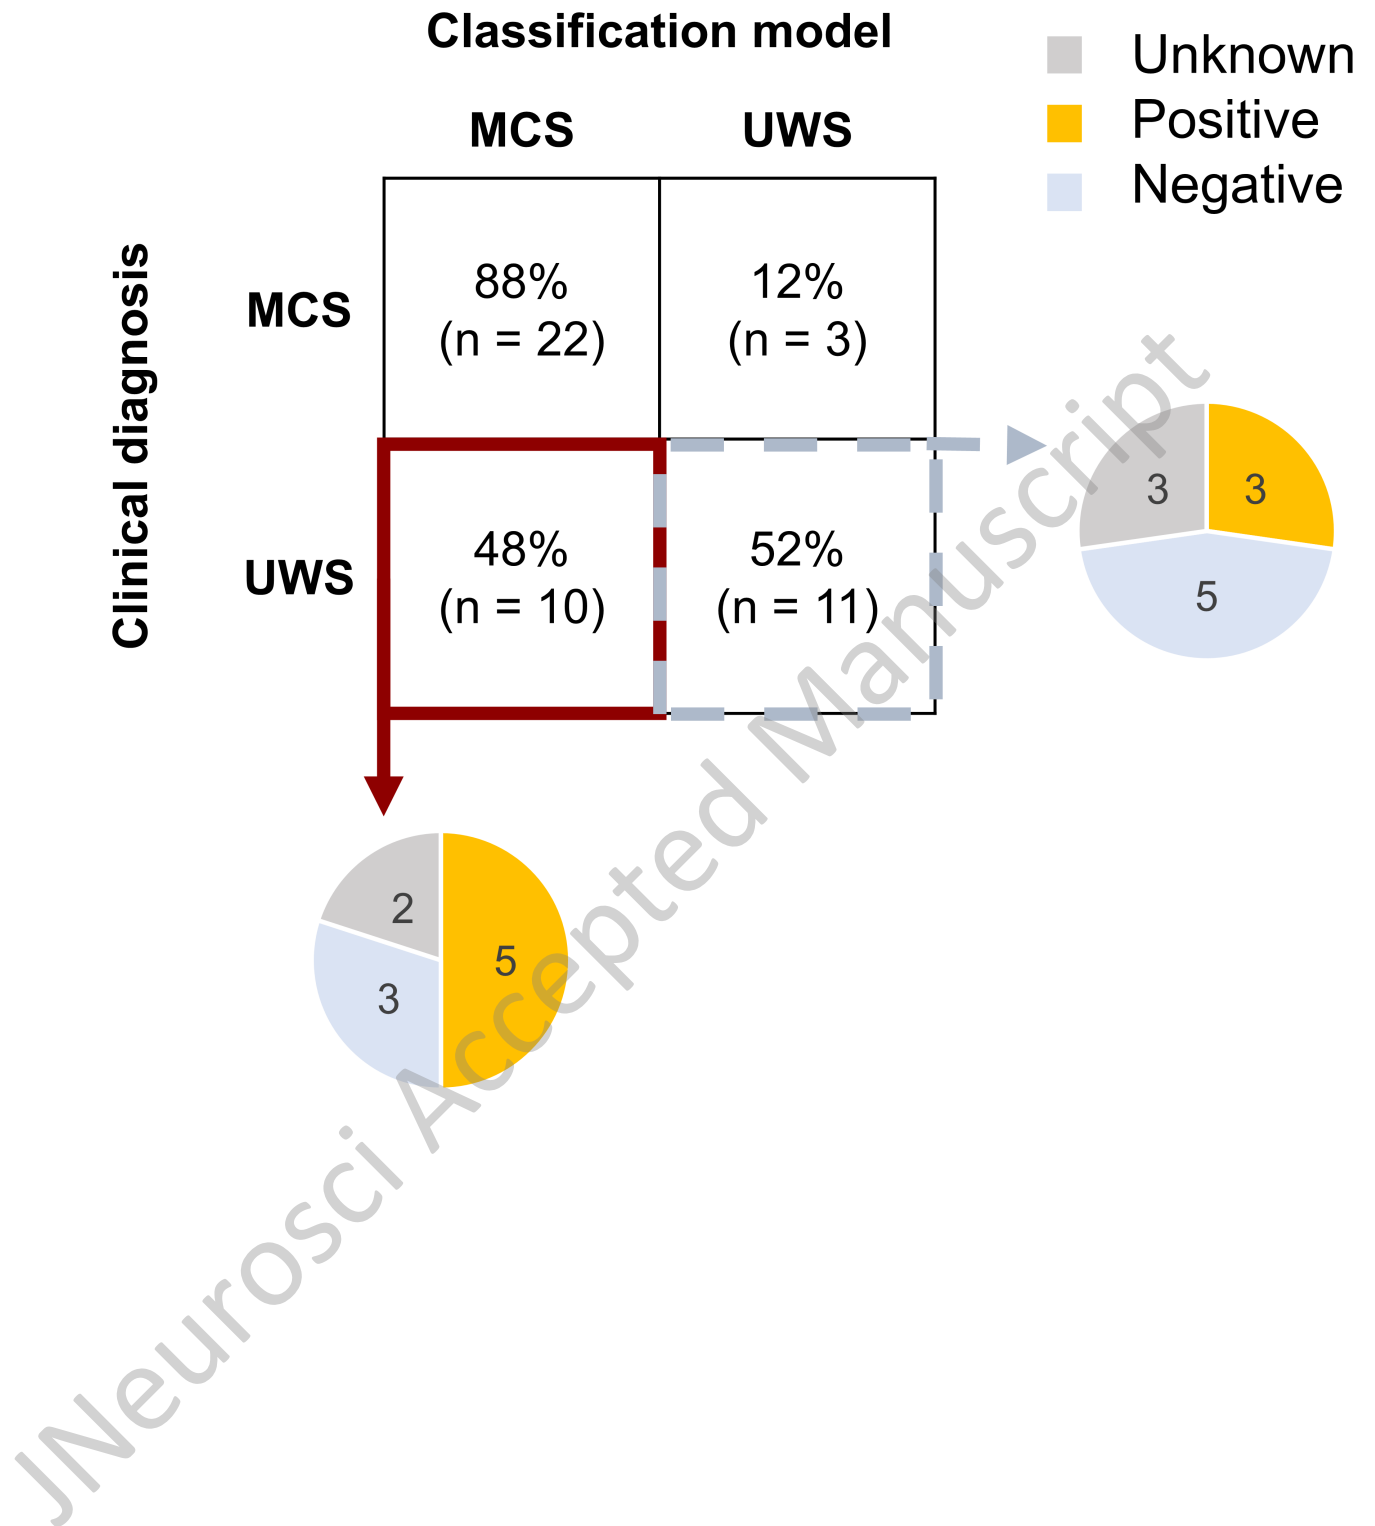 Classification model
Unknown
Positive
Negative
MCS
UWS
Clinical diagnosis
MCS
88%
(n = 22)
12%
(n = 3)
UWS
48%
(n = 10)
52%
(n = 11)
3
3
5
2
5
3
JNeurosci Accepted Manuscript